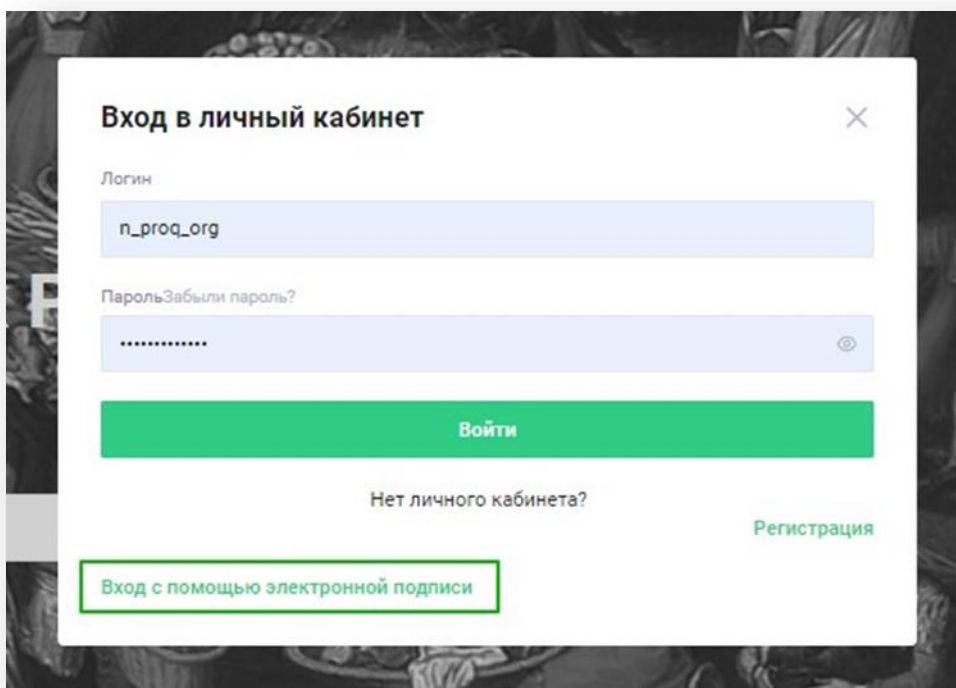 Вход в личный кабинет
Логин
n_proq_org
ПарольЗабыли пароль?
•••••••••••••
Войти
Нет личного кабинета?
Регистрация
Вход с помощью электронной подписи